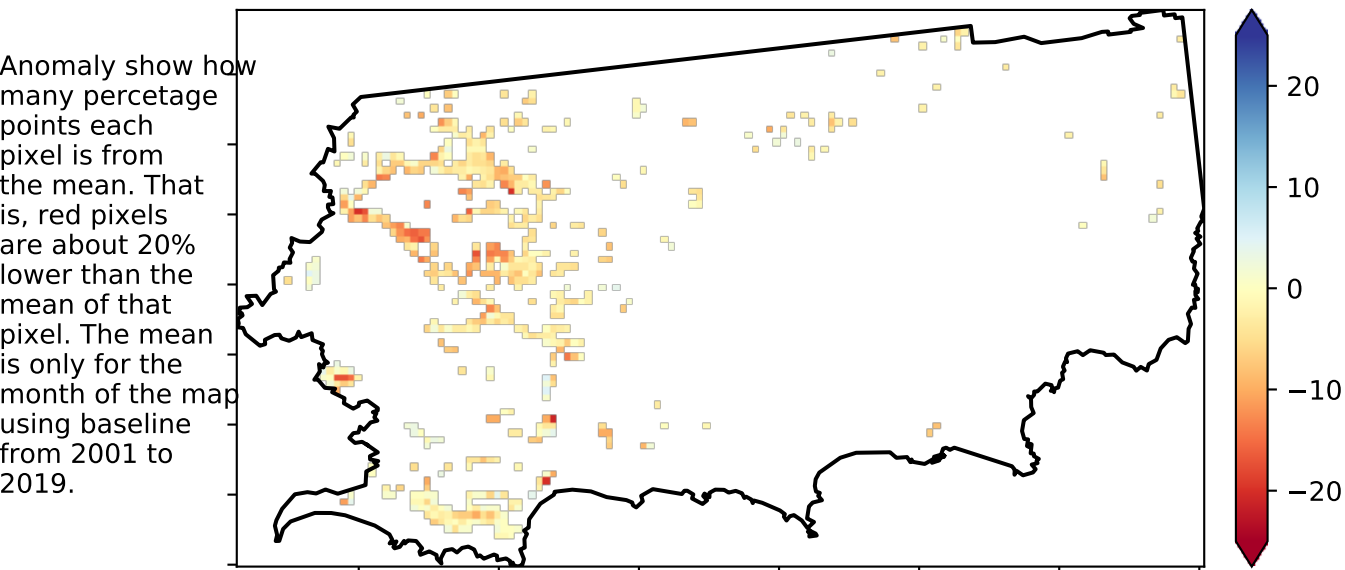 Anomaly show how
many percetage
points each
pixel is from
the mean. That
is, red pixels
are about 20%
lower than the
mean of that
pixel. The mean
is only for the
month of the map
using baseline
from 2001 to
2019.
20
10
0
−10
−20